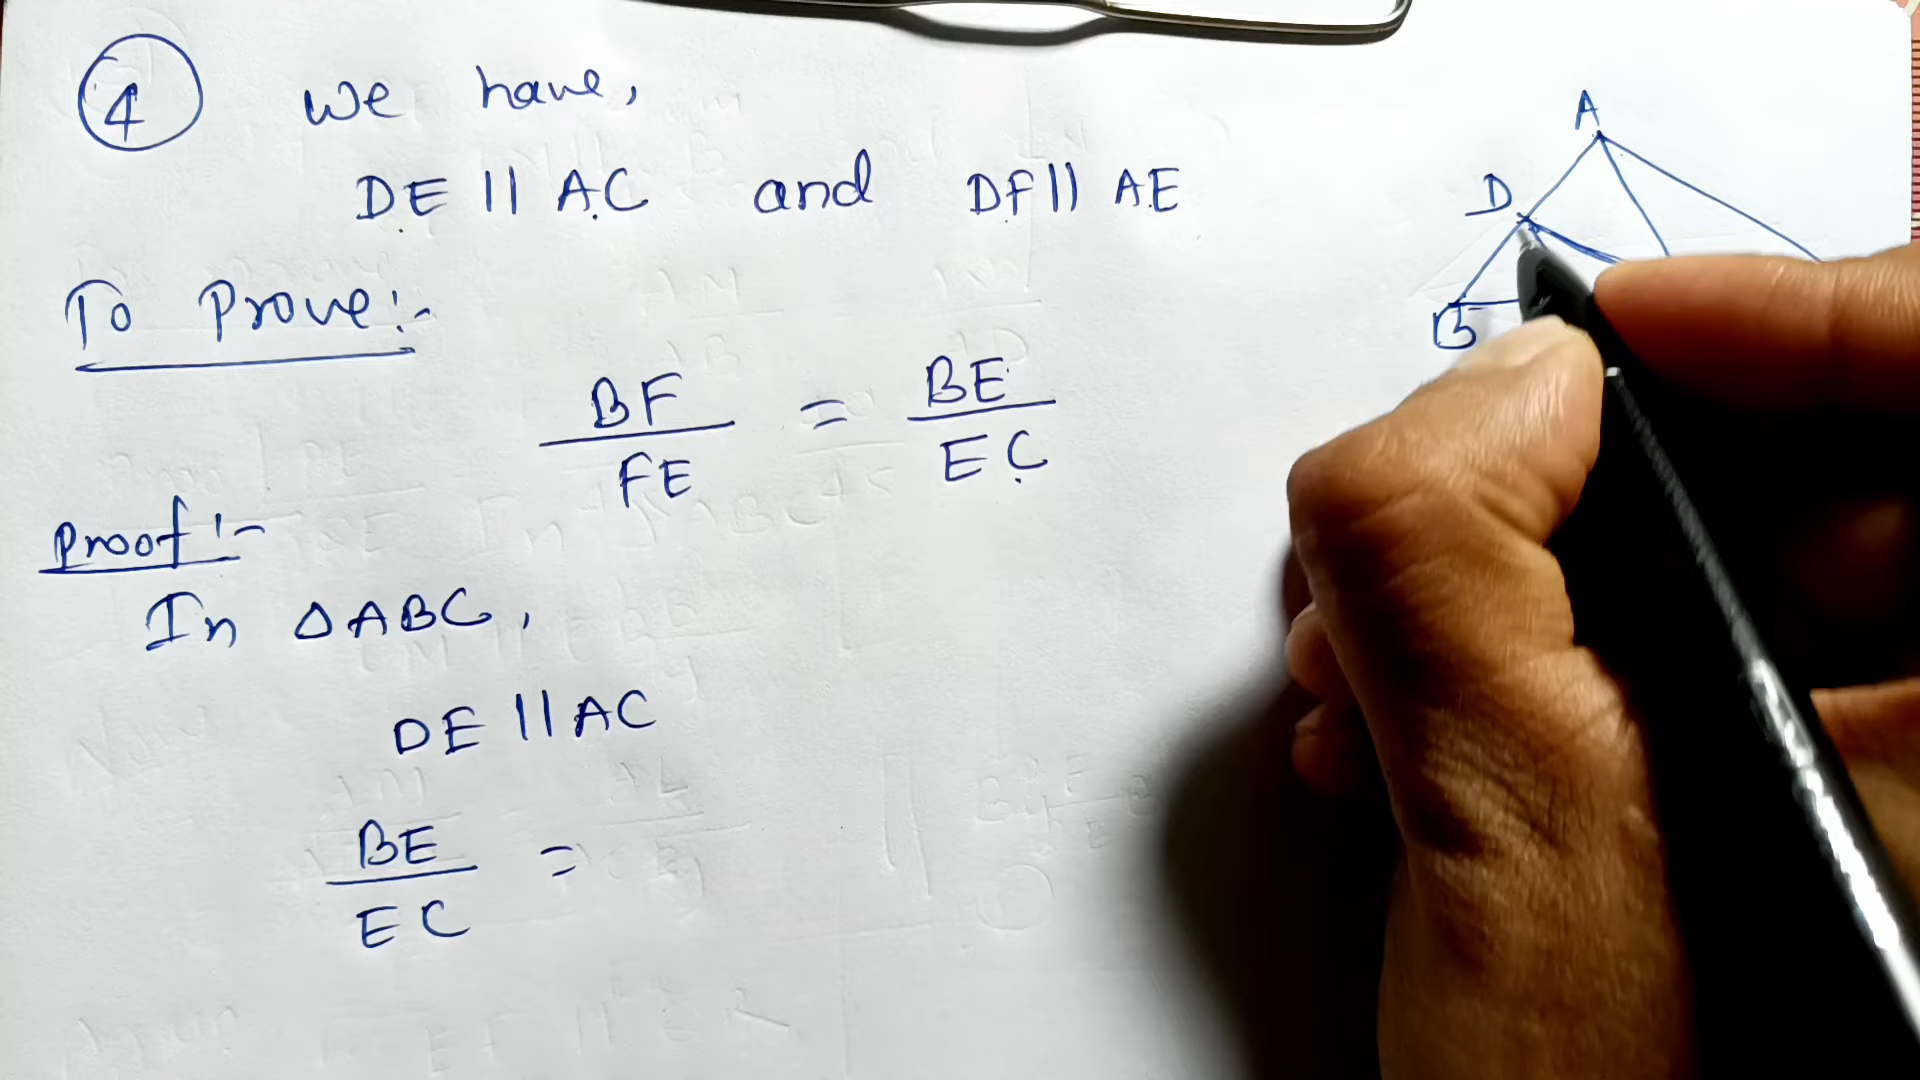 4 We have,
DE || AC and DF || AE
To Prove:-
BF / FE = BE / EC
Proof:-
In △ABC,
DE || AC
BE / EC =
A
D
B